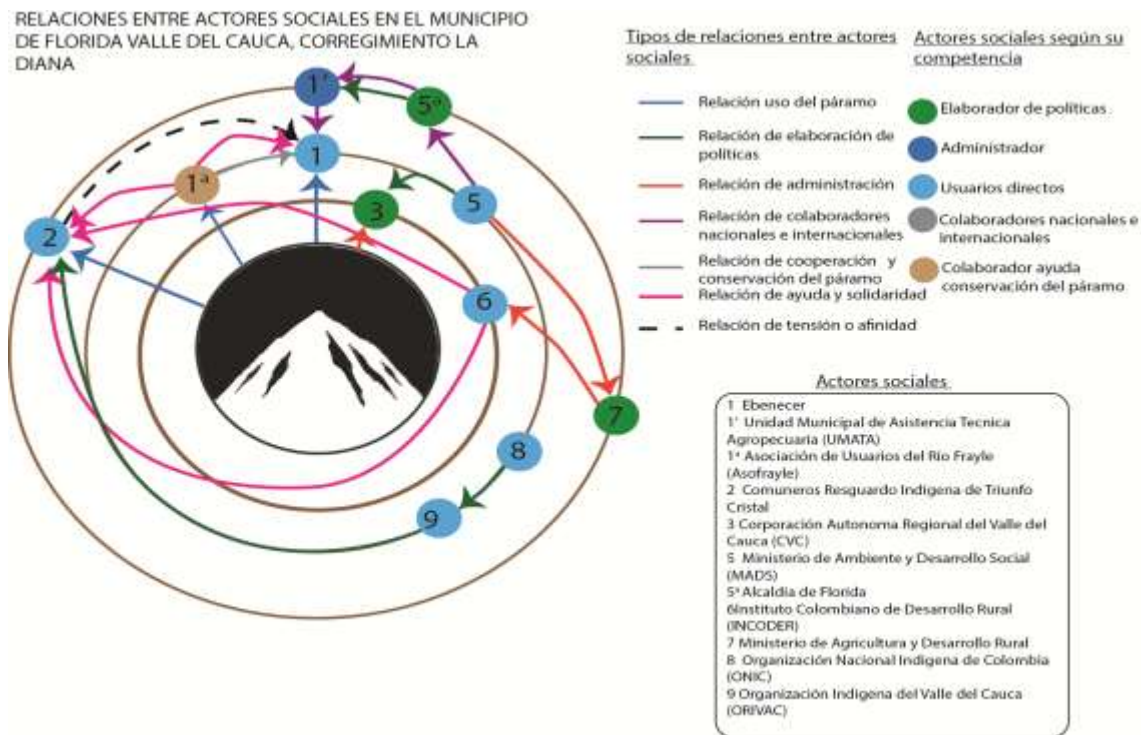 RELACIONES ENTRE ACTORES SOCIALES EN EL MUNICIPIO
DE FLORIDA VALLE DEL CAUCA, CORREGIMIENTO LA
DIANA
1'
5ª
1
1ª
5
3
2
6
7
8
9
Tipos de relaciones entre actores
sociales
Relación uso del páramo
Relación de elaboración de
políticas
Relación de administración
Relación de colaboradores
nacionales e internacionales
Relación de cooperación y
conservación del páramo
Relación de ayuda y solidaridad
Relación de tensión o afinidad
Actores sociales según su
competencia
Elaborador de políticas
Administrador
Usuarios directos
Colaboradores nacionales e
internacionales
Colaborador ayuda
conservación del páramo
Actores sociales
1 Ebenecer
1' Unidad Municipal de Asistencia Tecnica
Agropecuaria (UMATA)
1ª Asociación de Usuarios del Río Frayle
(Asofrayle)
2 Comuneros Resguardo Indigena de Triunfo
Cristal
3 Corporación Autonoma Regional del Valle del
Cauca (CVC)
5 Ministerio de Ambiente y Desarrollo Social
(MADS)
5ª Alcaldía de Florida
6Instituto Colombiano de Desarrollo Rural
(INCODER)
7 Ministerio de Agricultura y Desarrollo Rural
8 Organización Nacional Indigena de Colombia
(ONIC)
9 Organización Indigena del Valle del Cauca
(ORIVAC)